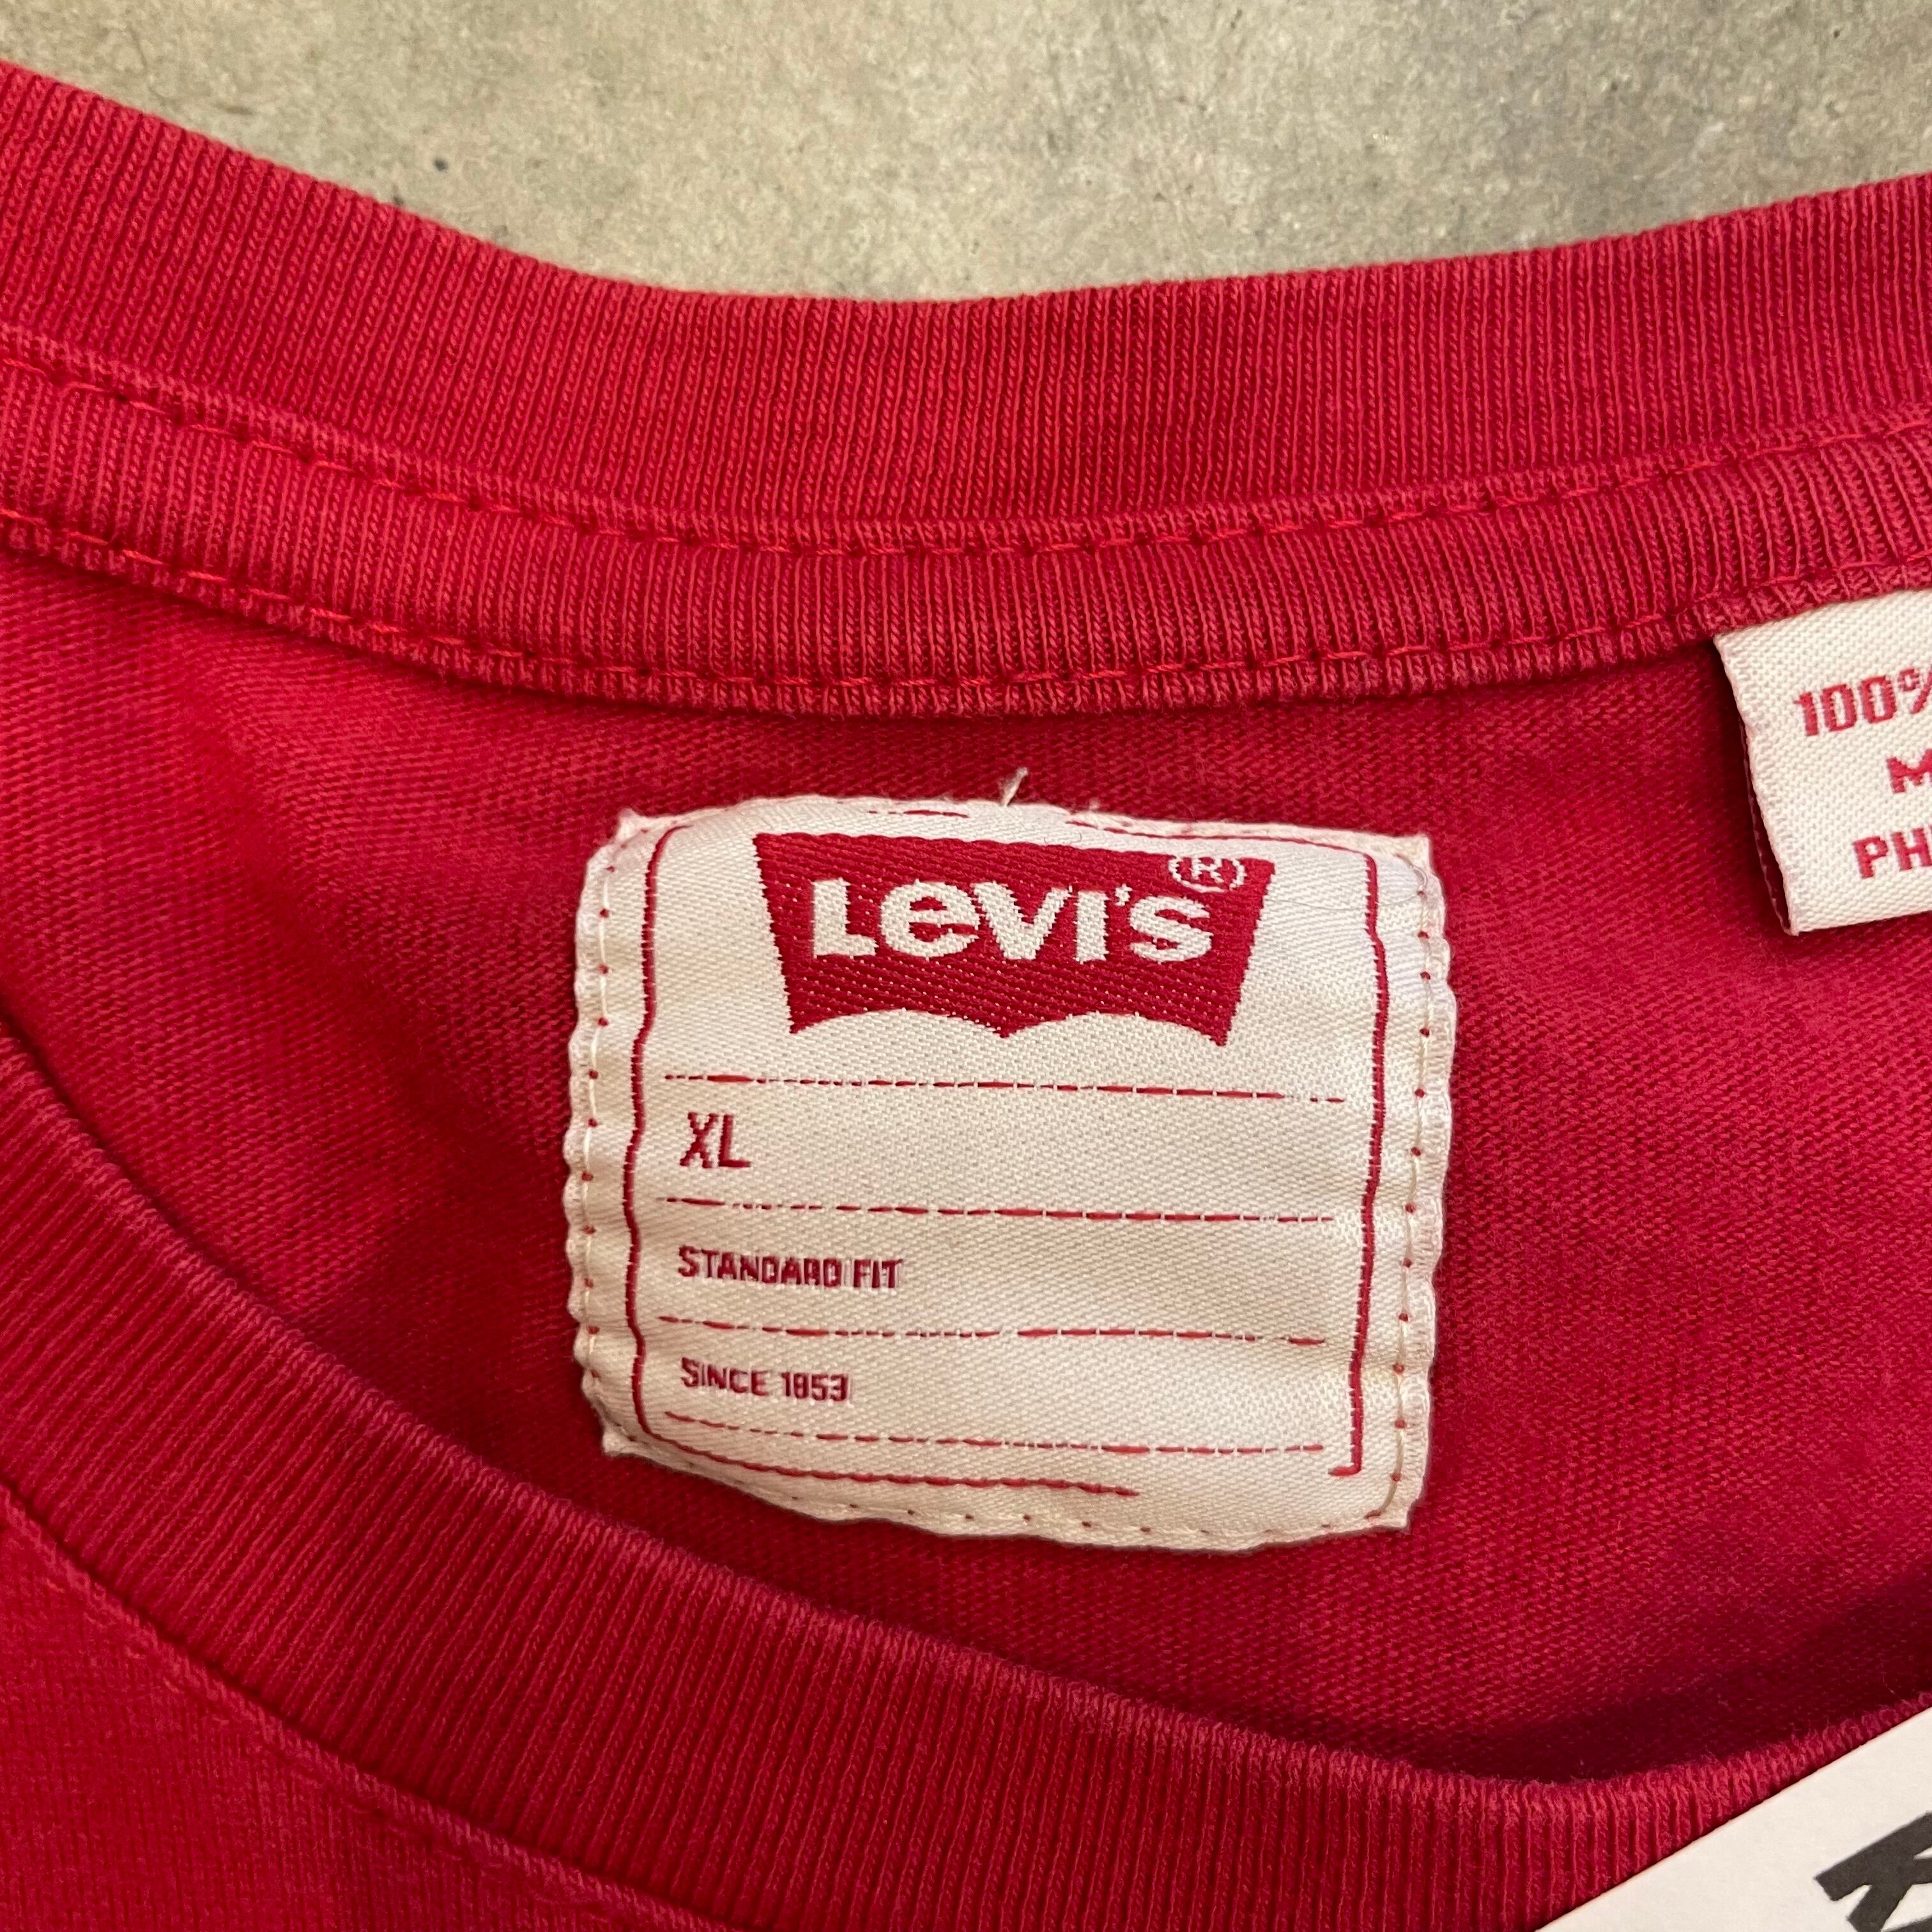 LEVI'S ®
XL
STANDARD FIT
SINCE 1853
100%
M
PH